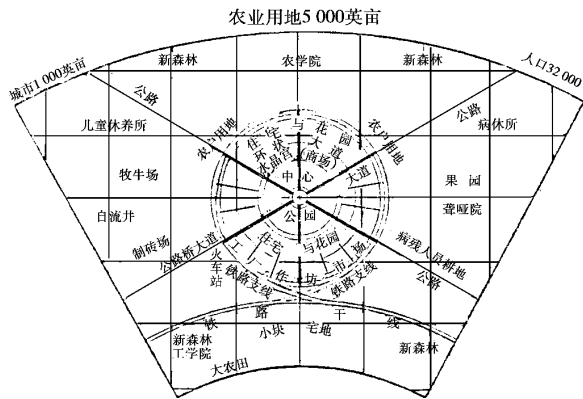 农业用地5 000英亩
城市1 000英亩
人口32 000
新森林
农学院
新森林
公路
公路
儿童休养所
农户用地
住宅与花园
农户用地
病休所
环状大道
水晶宫(商场)
牧牛场
中心
大道
果园
自流井
公园
聋哑院
制砖场
公路桥大道
住宅与花园
病残人员耕地
工厂作坊市场
火车站
铁路支线
铁路支线
公路
铁路干线
小块宅地
新森林
工学院
新森林
大农田